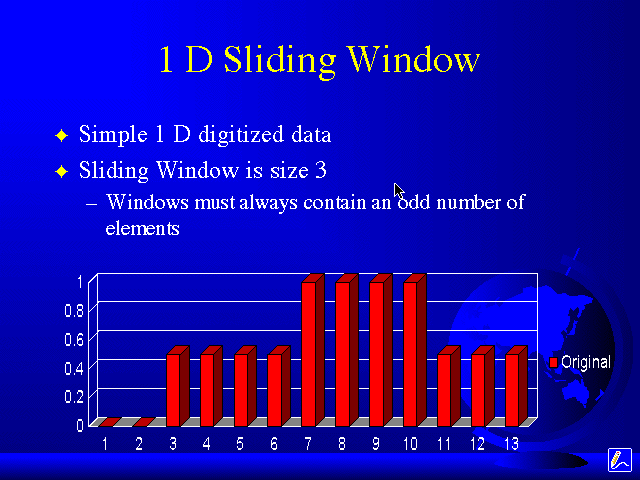 1 D Sliding Window
Simple 1 D digitized data
Sliding Window is size 3
– Windows must always contain an odd number of
elements
1
0.8
0.6
0.4
0.2
0
1 2 3 4 5 6 7 8 9 10 11 12 13
Original